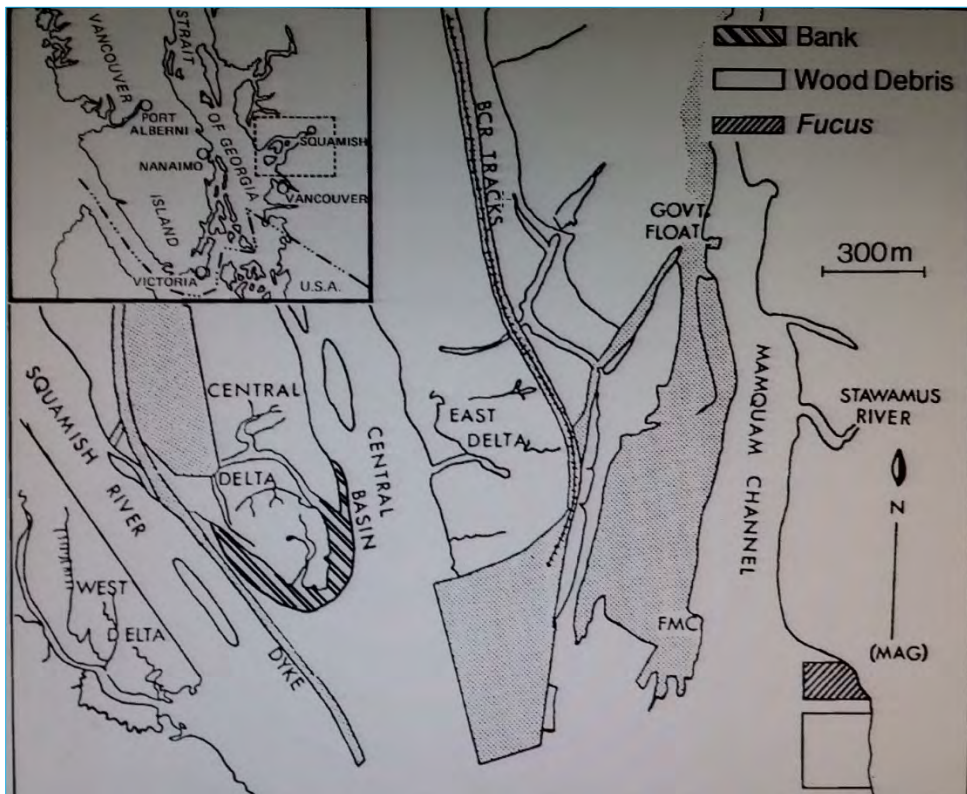 VANCOUVER
STRAIT
OF GEORGIA
PORT
ALBERNI
SQUAMISH
NANAIMO
VANCOUVER
ISLAND
VICTORIA
U.S.A.
Bank
Wood Debris
Fucus
BCR TRACKS
GOVT.
FLOAT
300m
SQUAMISH
RIVER
CENTRAL
DELTA
CENTRAL
BASIN
EAST
DELTA
MAMQUAM CHANNEL
STAWAMUS
RIVER
N
(MAG)
WEST
DELTA
DYKE
FMC